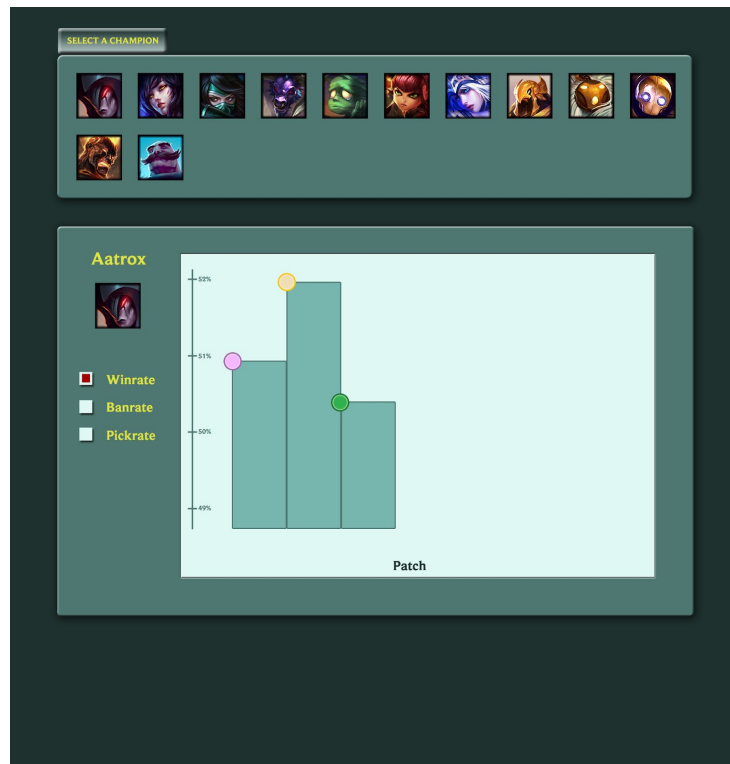 SELECT A CHAMPION
Aatrox
Winrate
Banrate
Pickrate
52%
51%
50%
49%
Patch